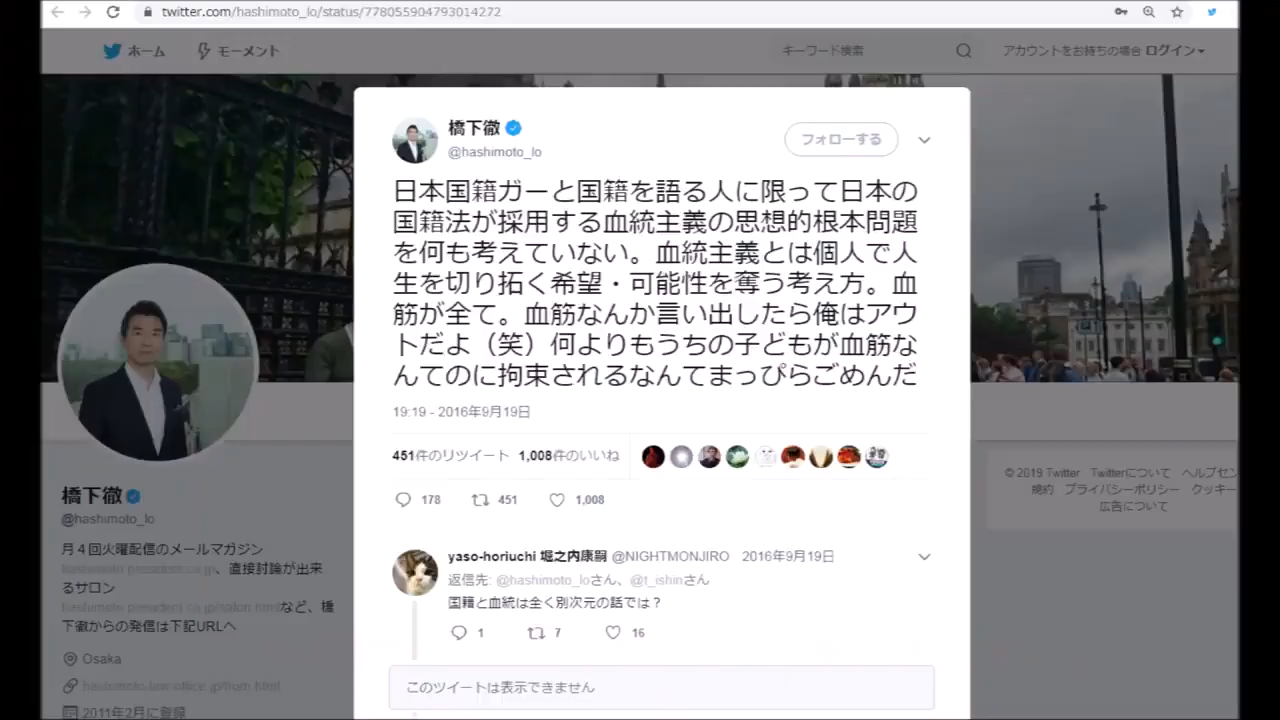 twitter.com/hashimoto_lo/status/778055904793014272
ホーム
モーメント
キーワード検索
アカウントをお持ちの場合 ログイン
橋下徹
@hashimoto_lo
フォローする
日本国籍ガーと国籍を語る人に限って日本の
国籍法が採用する血統主義の思想的根本問題
を何も考えていない。血統主義とは個人で人
生を切り拓く希望・可能性を奪う考え方。血
筋が全て。血筋なんか言い出したら俺はアウ
トだよ（笑）何よりもうちの子どもが血筋な
んてのに拘束されるなんてまっぴらごめんだ
19:19 - 2016年9月19日
451件のリツイート 1,008件のいいね
178 451 1,008
yaso-horiuchi 堀之内康嗣 @NIGHTMONJIRO 2016年9月19日
返信先: @hashimoto_loさん、@t_ishinさん
国籍と血統は全く別次元の話では？
1 7 16
このツイートは表示できません
橋下徹
@hashimoto_lo
月４回火曜配信のメールマガジン
hashimoto.president.co.jp、直接討論が出来
るサロン
hashimoto.president.co.jp/salon.htmlなど、橋
下徹からの発信は下記URLへ
Osaka
hashimoto-law-office.jp/from.html
2011年2月に登録
© 2019 Twitter Twitterについて ヘルプセン
規約 プライバシーポリシー クッキー
広告について